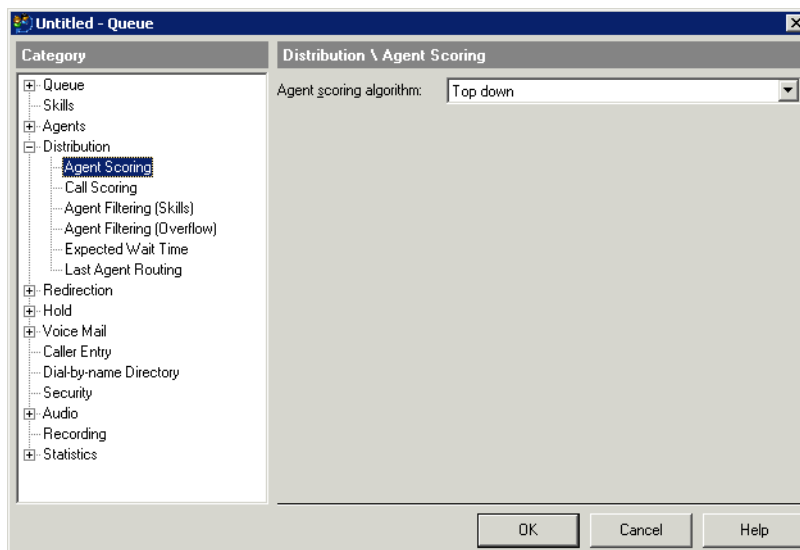 Untitled - Queue
Category
Queue
Skills
Agents
Distribution
Agent Scoring
Call Scoring
Agent Filtering (Skills)
Agent Filtering (Overflow)
Expected Wait Time
Last Agent Routing
Redirection
Hold
Voice Mail
Caller Entry
Dial-by-name Directory
Security
Audio
Recording
Statistics
Distribution \ Agent Scoring
Agent scoring algorithm: Top down
OK Cancel Help